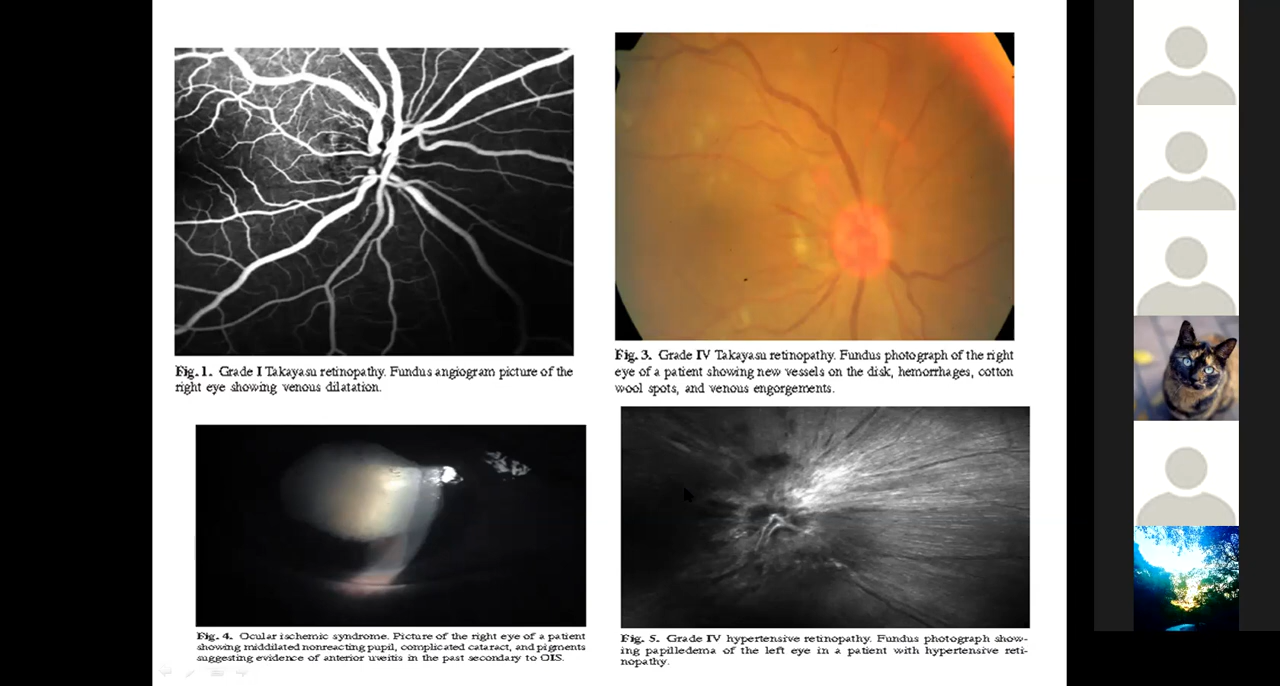 Fig. 1. Grade I Takayasu retinopathy. Fundus angiogram picture of the
right eye showing venous dilatation.
Fig. 3. Grade IV Takayasu retinopathy. Fundus photograph of the right
eye of a patient showing new vessels on the disk, hemorrhages, cotton
wool spots, and venous engorgements.
Fig. 4. Ocular ischemic syndrome. Picture of the right eye of a patient
showing middilated nonreacting pupil, complicated cataract, and pigments
suggesting evidence of anterior uveitis in the past secondary to OIS.
Fig. 5. Grade IV hypertensive retinopathy. Fundus photograph show-
ing papilledema of the left eye in a patient with hypertensive reti-
nopathy.